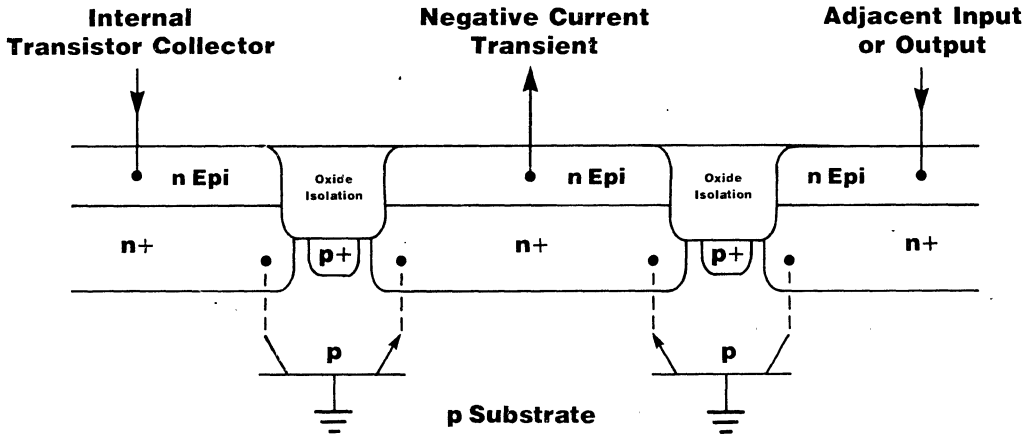 Internal
Transistor Collector
Negative Current
Transient
Adjacent Input
or Output
n Epi
Oxide
Isolation
n Epi
Oxide
Isolation
n Epi
n+
p+
n+
p+
n+
p
p
p Substrate